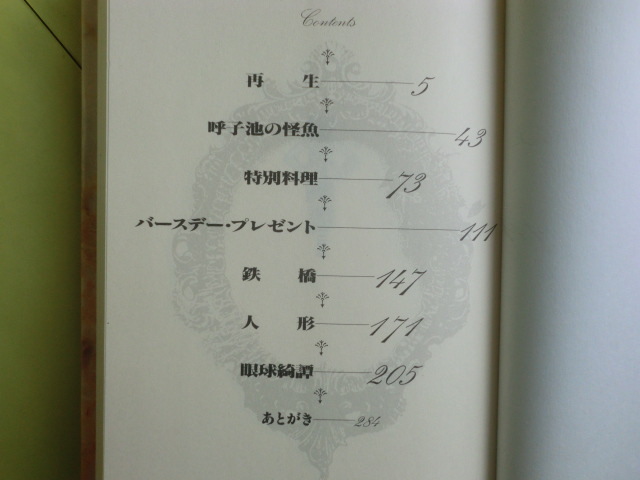 Contents
再生 5
呼子池の怪魚 43
特別料理 73
バースデー・プレゼント 111
鉄橋 147
人形 171
眼球綺譚 205
あとがき 284